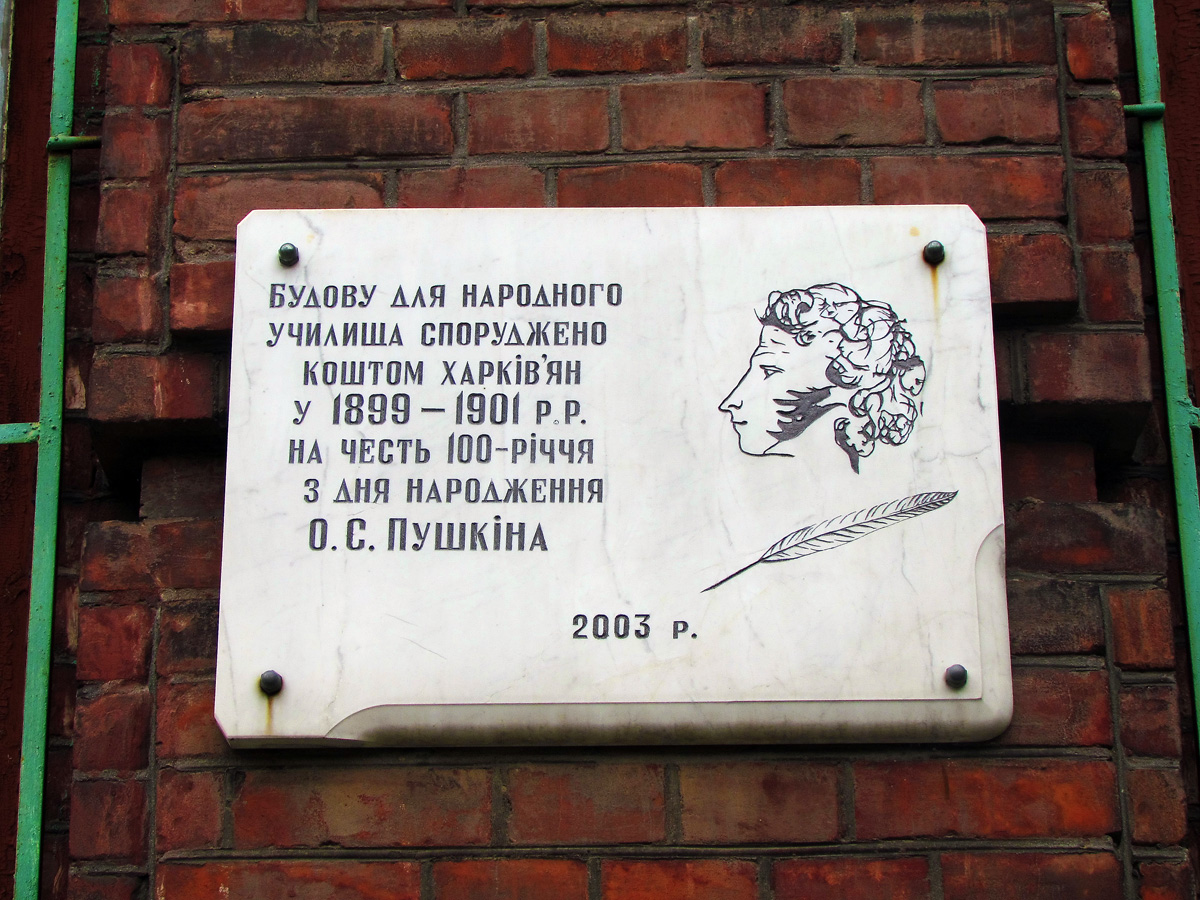 Будову для народного
училища споруджено
коштом харків'ян
у 1899 – 1901 р.р.
на честь 100-річчя
з дня народження
О.С. Пушкіна
2003 р.